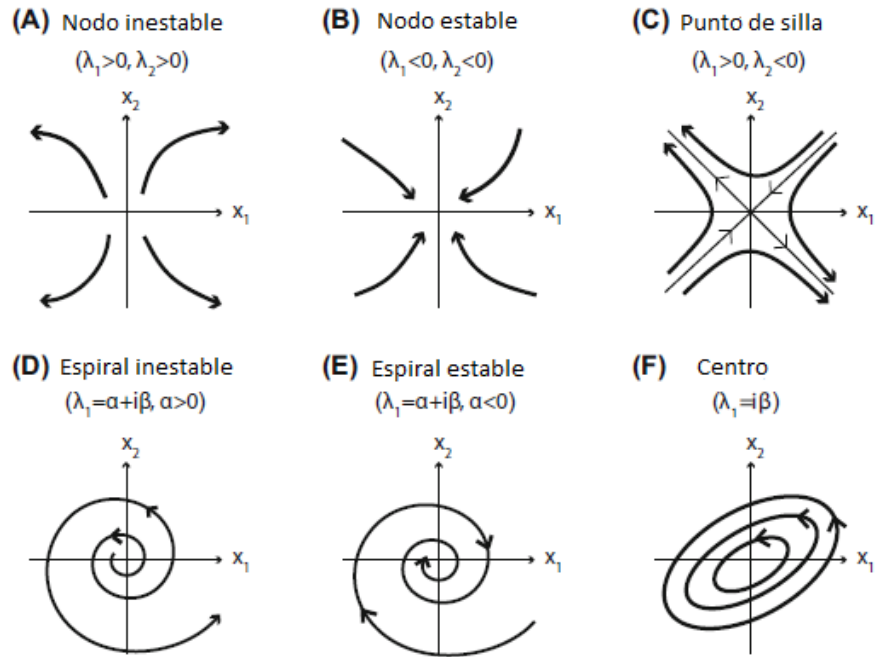 (A) Nodo inestable
(λ₁>0, λ₂>0)
x₂
x₁
(B) Nodo estable
(λ₁<0, λ₂<0)
x₂
x₁
(C) Punto de silla
(λ₁>0, λ₂<0)
x₂
x₁
(D) Espiral inestable
(λ₁=α+iβ, α>0)
x₂
x₁
(E) Espiral estable
(λ₁=α+iβ, α<0)
x₂
x₁
(F) Centro
(λ₁=iβ)
x₂
x₁